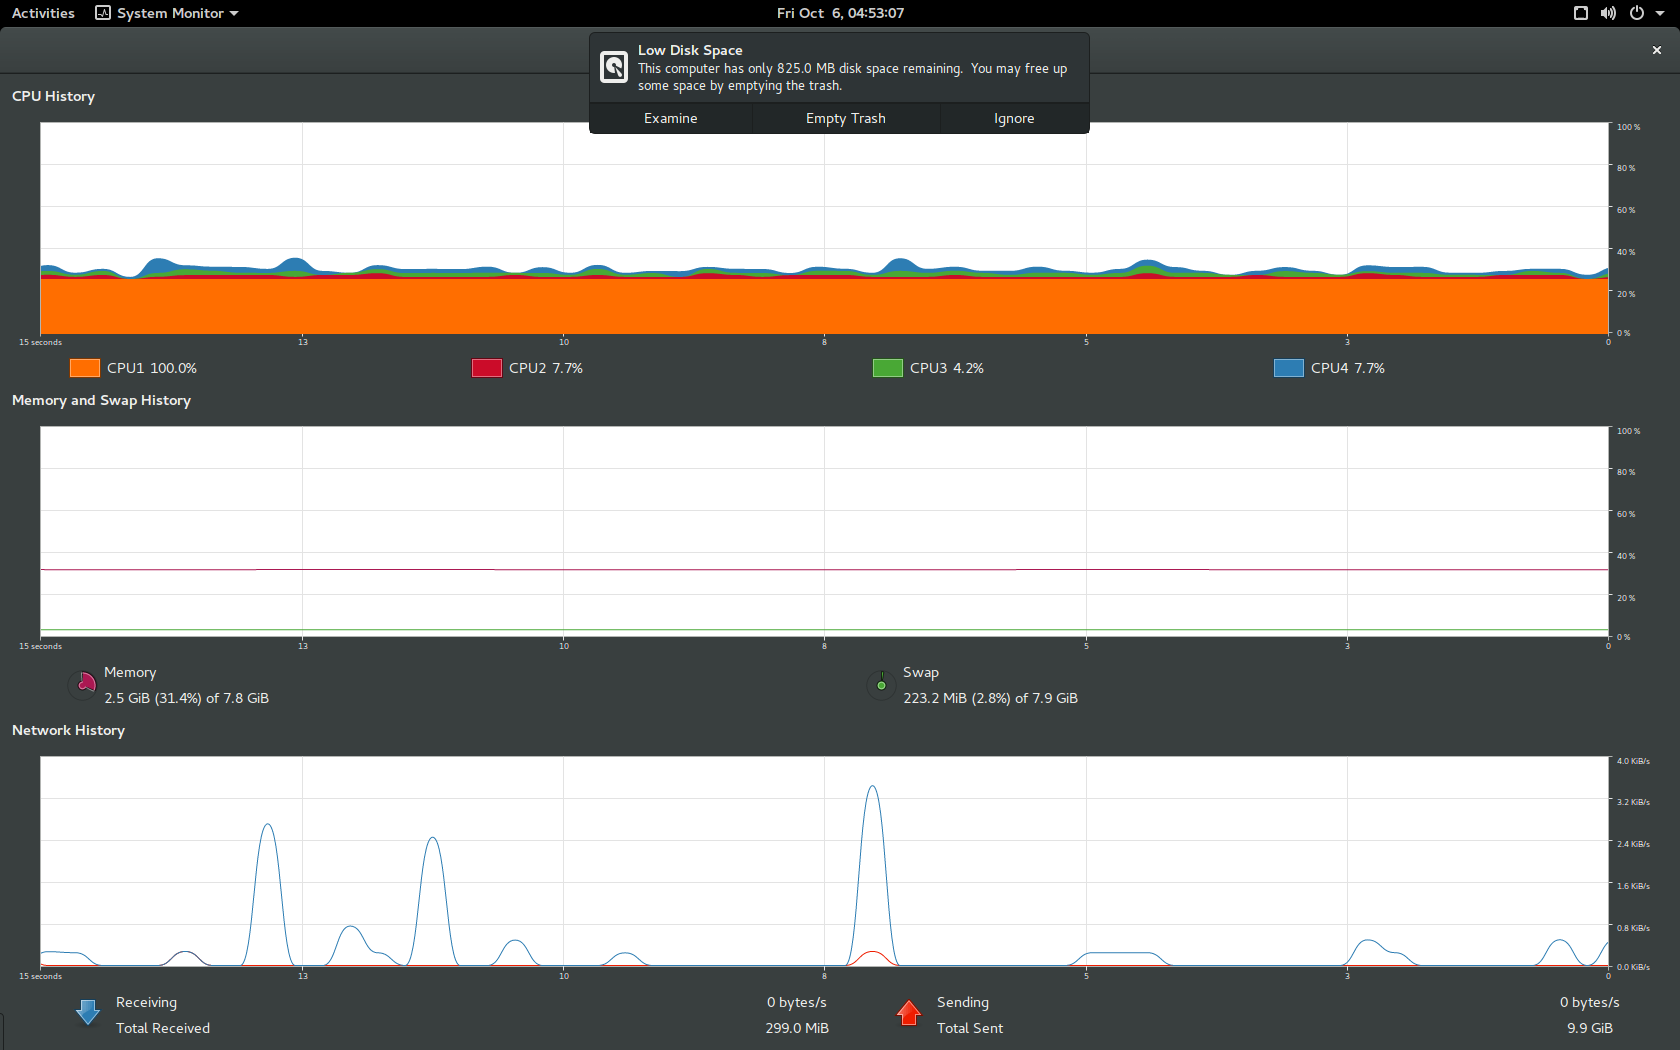 Activities
System Monitor
Fri Oct 6, 04:53:07
Low Disk Space
This computer has only 825.0 MB disk space remaining. You may free up
some space by emptying the trash.
Examine
Empty Trash
Ignore
CPU History
100 %
80 %
60 %
40 %
20 %
0 %
15 seconds
13
10
8
5
3
0
CPU1 100.0%
CPU2 7.7%
CPU3 4.2%
CPU4 7.7%
Memory and Swap History
100 %
80 %
60 %
40 %
20 %
0 %
15 seconds
13
10
8
5
3
0
Memory
2.5 GiB (31.4%) of 7.8 GiB
Swap
223.2 MiB (2.8%) of 7.9 GiB
Network History
4.0 KiB/s
3.2 KiB/s
2.4 KiB/s
1.6 KiB/s
0.8 KiB/s
0.0 KiB/s
15 seconds
13
10
8
5
3
0
Receiving
0 bytes/s
Total Received
299.0 MiB
Sending
0 bytes/s
Total Sent
9.9 GiB